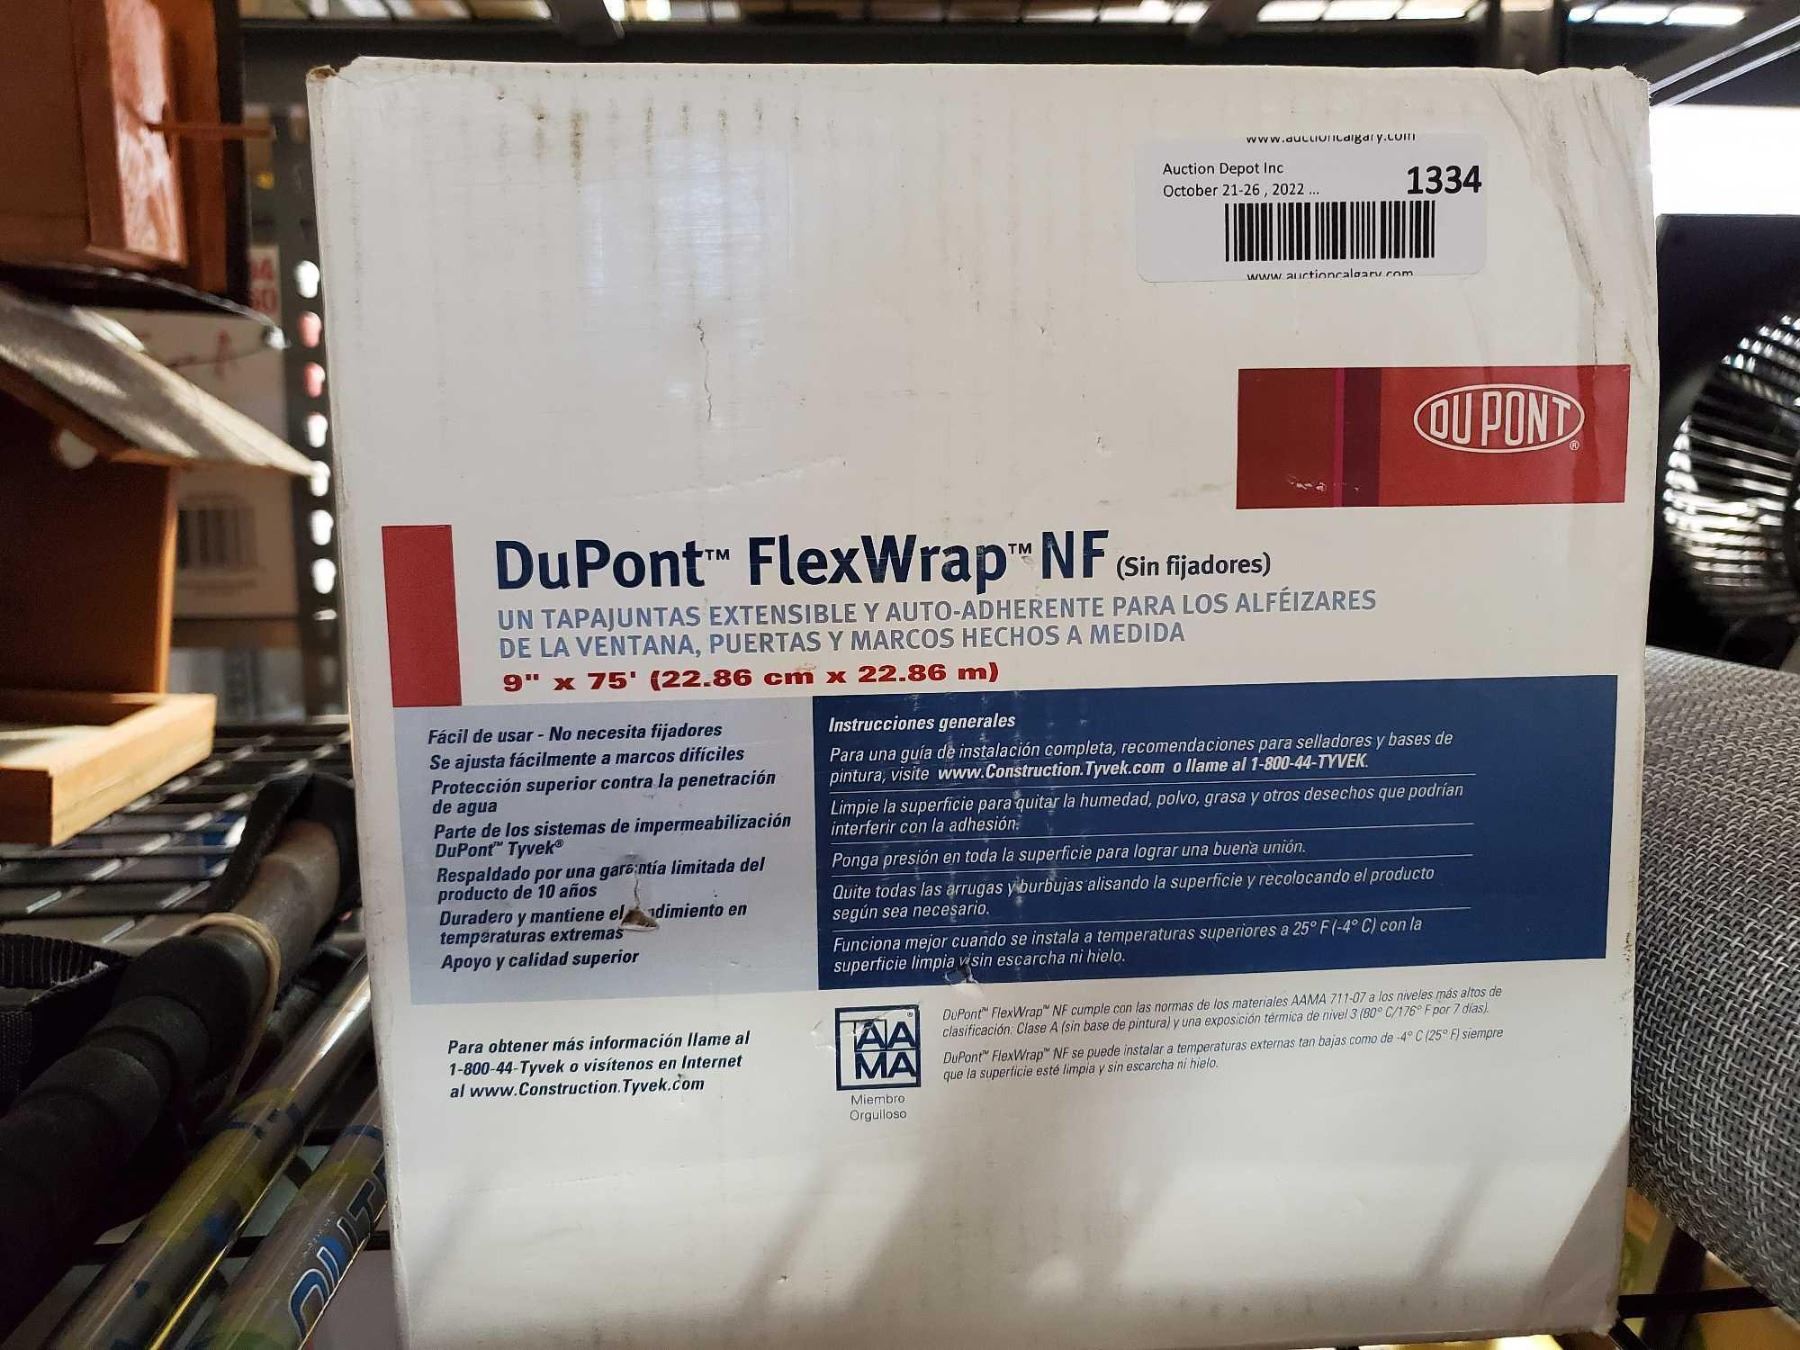 www.auctioncalgary.com
Auction Depot Inc
October 21-26 , 2022 ...
1334
www.auctioncalgary.com
DU PONT®
DuPont™ FlexWrap™ NF (Sin fijadores)
UN TAPAJUNTAS EXTENSIBLE Y AUTO-ADHERENTE PARA LOS ALFÉIZARES
DE LA VENTANA, PUERTAS Y MARCOS HECHOS A MEDIDA
9" x 75' (22.86 cm x 22.86 m)
Fácil de usar - No necesita fijadores
Se ajusta fácilmente a marcos difíciles
Protección superior contra la penetración
de agua
Parte de los sistemas de impermeabilización
DuPont™ Tyvek®
Respaldado por una garantía limitada del
producto de 10 años
Duradero y mantiene el rendimiento en
temperaturas extremas
Apoyo y calidad superior
Instrucciones generales
Para una guía de instalación completa, recomendaciones para selladores y bases de
pintura, visite www.Construction.Tyvek.com o llame al 1-800-44-TYVEK.
Limpie la superficie para quitar la humedad, polvo, grasa y otros desechos que podrían
interferir con la adhesión.
Ponga presión en toda la superficie para lograr una buena unión.
Quite todas las arrugas y burbujas alisando la superficie y recolocando el producto
según sea necesario.
Funciona mejor cuando se instala a temperaturas superiores a 25° F (-4° C) con la
superficie limpia y sin escarcha ni hielo.
Para obtener más información llame al
1-800-44-Tyvek o visítenos en Internet
al www.Construction.Tyvek.com
AAMA®
Miembro
Orgulloso
DuPont™ FlexWrap™ NF cumple con las normas de los materiales AAMA 711-07 a los niveles más altos de
clasificación: Clase A (sin base de pintura) y una exposición térmica de nivel 3 (80° C/176° F por 7 días).
DuPont™ FlexWrap™ NF se puede instalar a temperaturas externas tan bajas como de -4° C (25° F) siempre
que la superficie esté limpia y sin escarcha ni hielo.